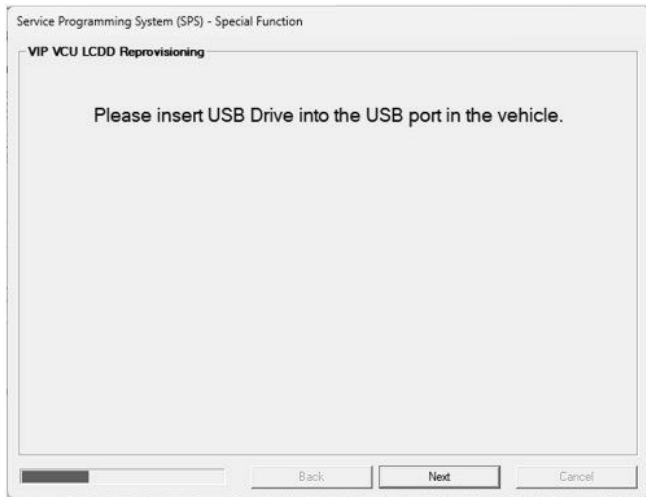 Service Programming System (SPS) - Special Function
VIP VCU LCDD Reprovisioning
Please insert USB Drive into the USB port in the vehicle.
Back
Next
Cancel